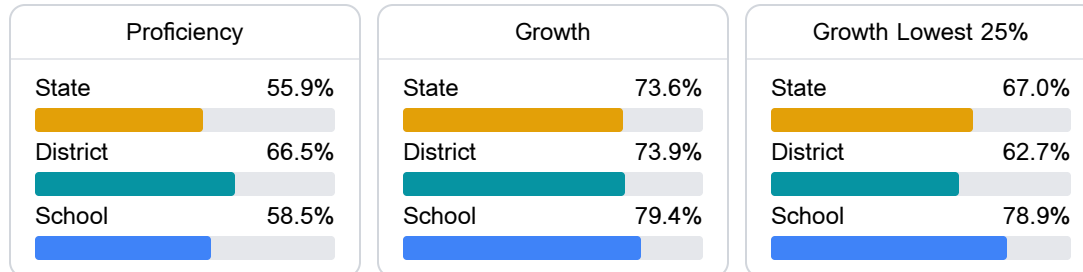 Proficiency
State 55.9%
District 66.5%
School 58.5%
Growth
State 73.6%
District 73.9%
School 79.4%
Growth Lowest 25%
State 67.0%
District 62.7%
School 78.9%